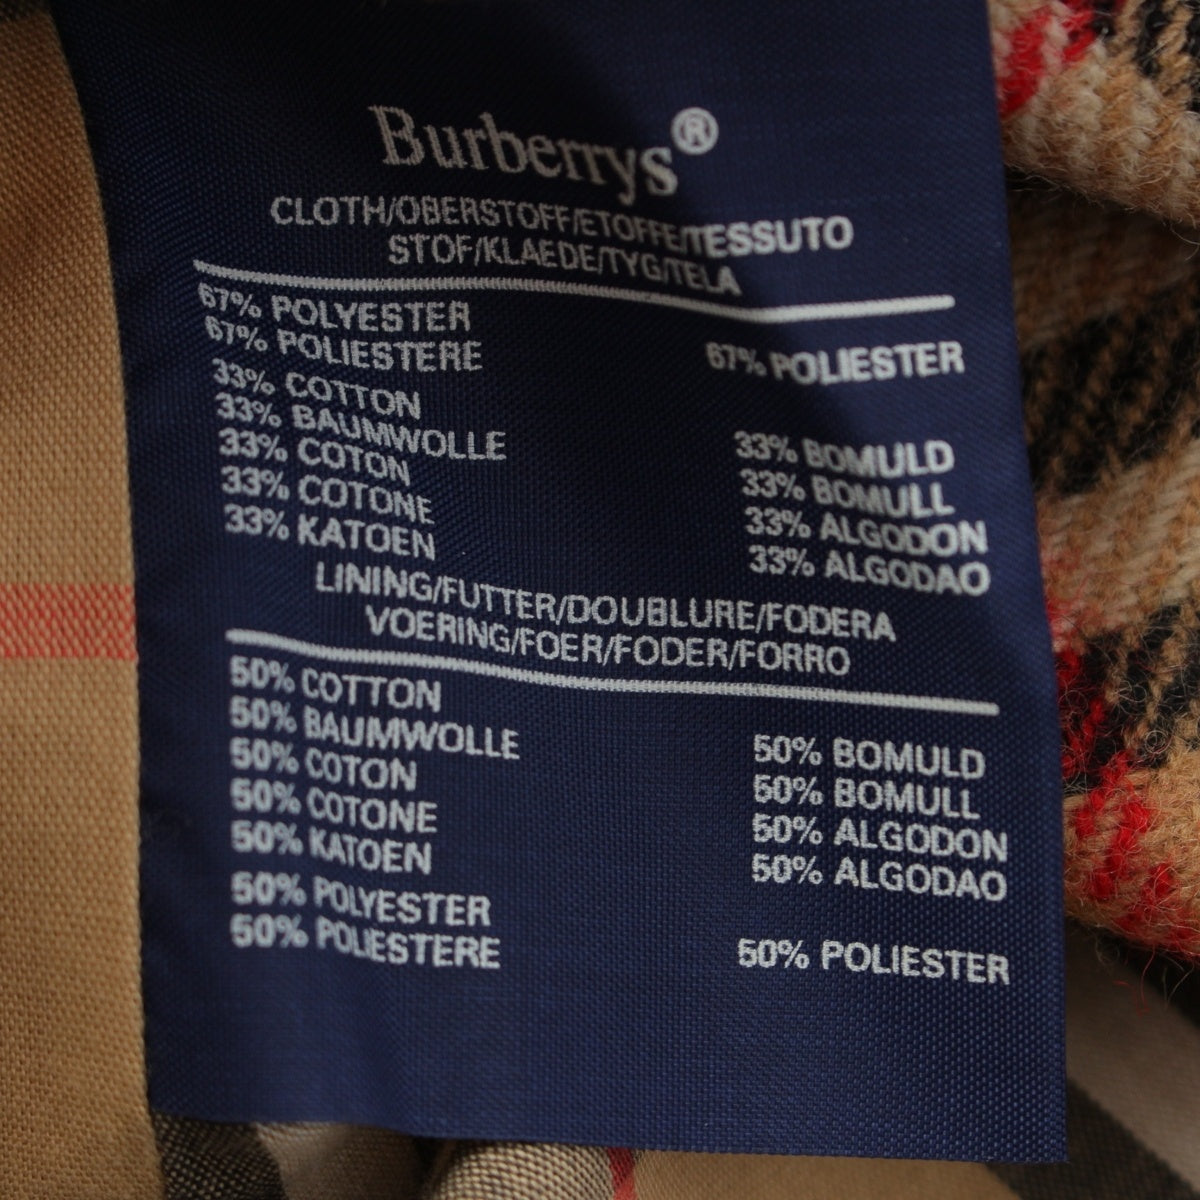 Burberrys®
CLOTH/OBERSTOFF/ETOFFE/TESSUTO
STOF/KLAEDE/TYG/TELA
67% POLYESTER
67% POLIESTERE
67% POLIESTER
33% COTTON
33% BAUMWOLLE
33% COTON
33% COTONE
33% KATOEN
33% BOMULD
33% BOMULL
33% ALGODON
33% ALGODAO
LINING/FUTTER/DOUBLURE/FODERA
VOERING/FOER/FODER/FORRO
50% COTTON
50% BAUMWOLLE
50% COTON
50% COTONE
50% KATOEN
50% BOMULD
50% BOMULL
50% ALGODON
50% ALGODAO
50% POLYESTER
50% POLIESTERE
50% POLIESTER